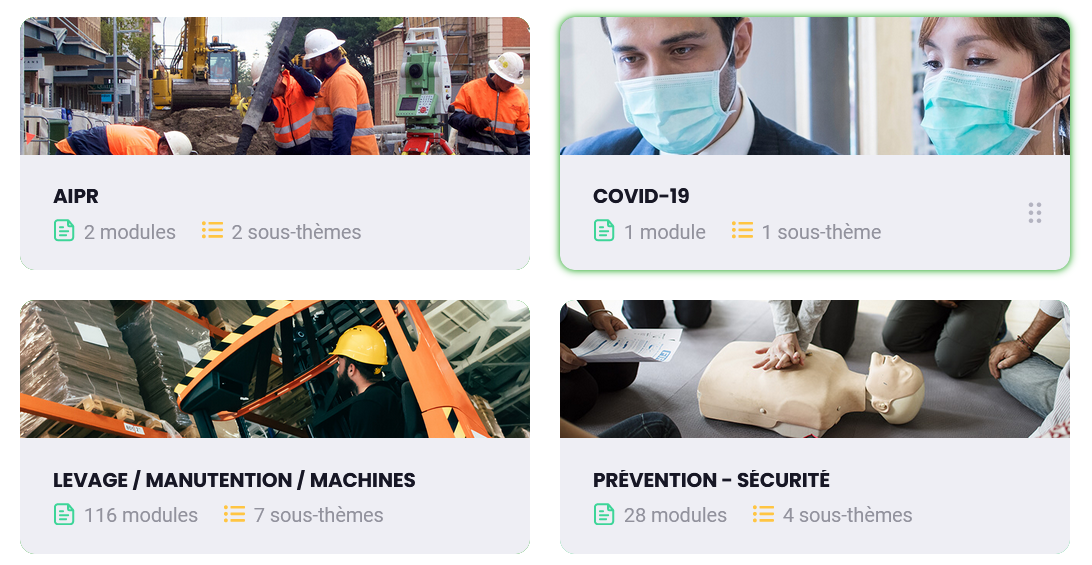 AIPR
2 modules 2 sous-thèmes
COVID-19
1 module 1 sous-thème
LEVAGE / MANUTENTION / MACHINES
116 modules 7 sous-thèmes
PRÉVENTION - SÉCURITÉ
28 modules 4 sous-thèmes